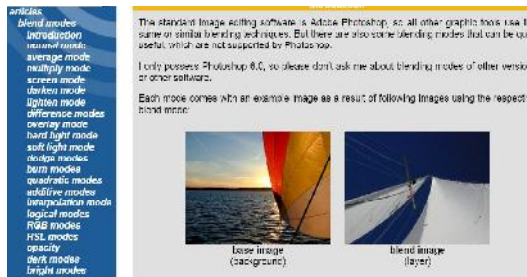 articles
blend modes
introduction
normal mode
average mode
multiply mode
screen mode
darken mode
lighten mode
difference modes
overlay mode
hard light mode
soft light mode
dodge modes
burn modes
quadratic modes
additive modes
interpolation mode
logical modes
RGB modes
HSL modes
opacity
dark modes
bright modes
The standard image editing software is Adobe Photoshop, so all other graphic tools use t
same or similar blending techniques. But there are also some blending modes that can be qu
useful, which are not supported by Photoshop.
I only possess Photoshop 6.0, so please don't ask me about blending modes of other versio
or other software.
Each mode comes with an example image as a result of following images using the respect
blend mode:
base image
(background)
blend image
(layer)